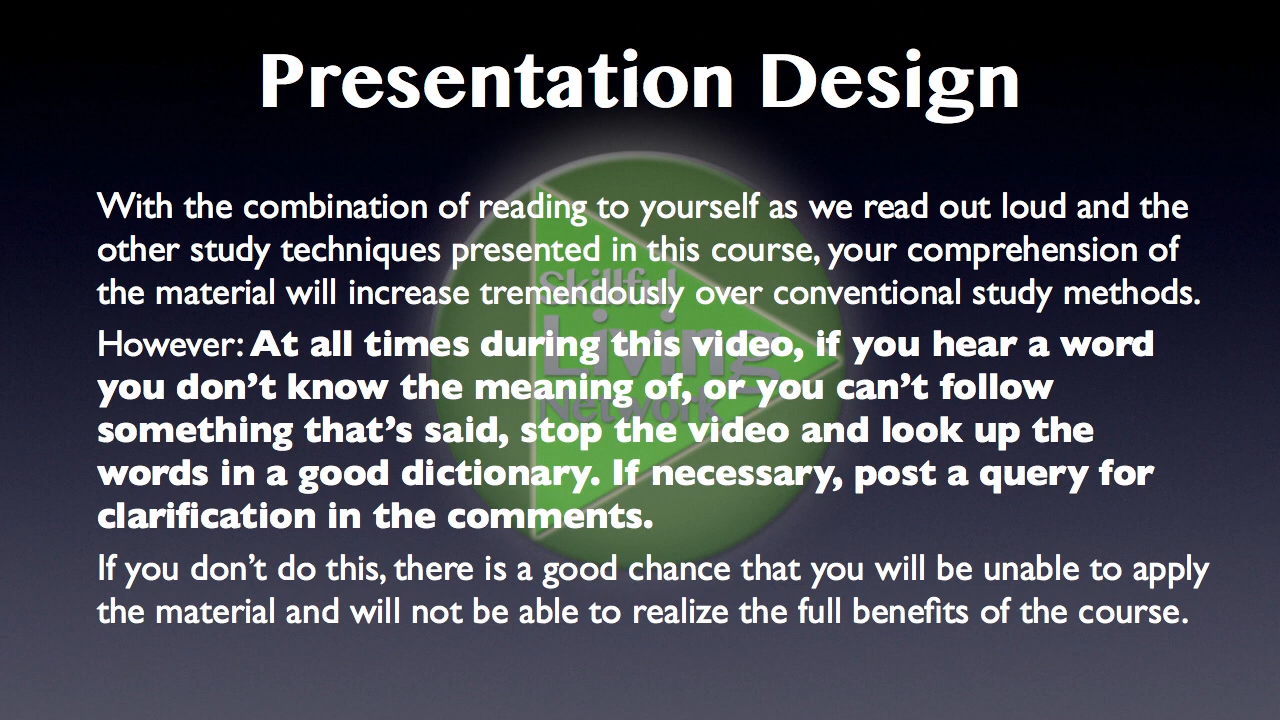 Presentation Design
With the combination of reading to yourself as we read out loud and the
other study techniques presented in this course, your comprehension of
the material will increase tremendously over conventional study methods.
However: At all times during this video, if you hear a word
you don’t know the meaning of, or you can’t follow
something that’s said, stop the video and look up the
words in a good dictionary. If necessary, post a query for
clarification in the comments.
If you don’t do this, there is a good chance that you will be unable to apply
the material and will not be able to realize the full benefits of the course.
Skillful
Living
Network